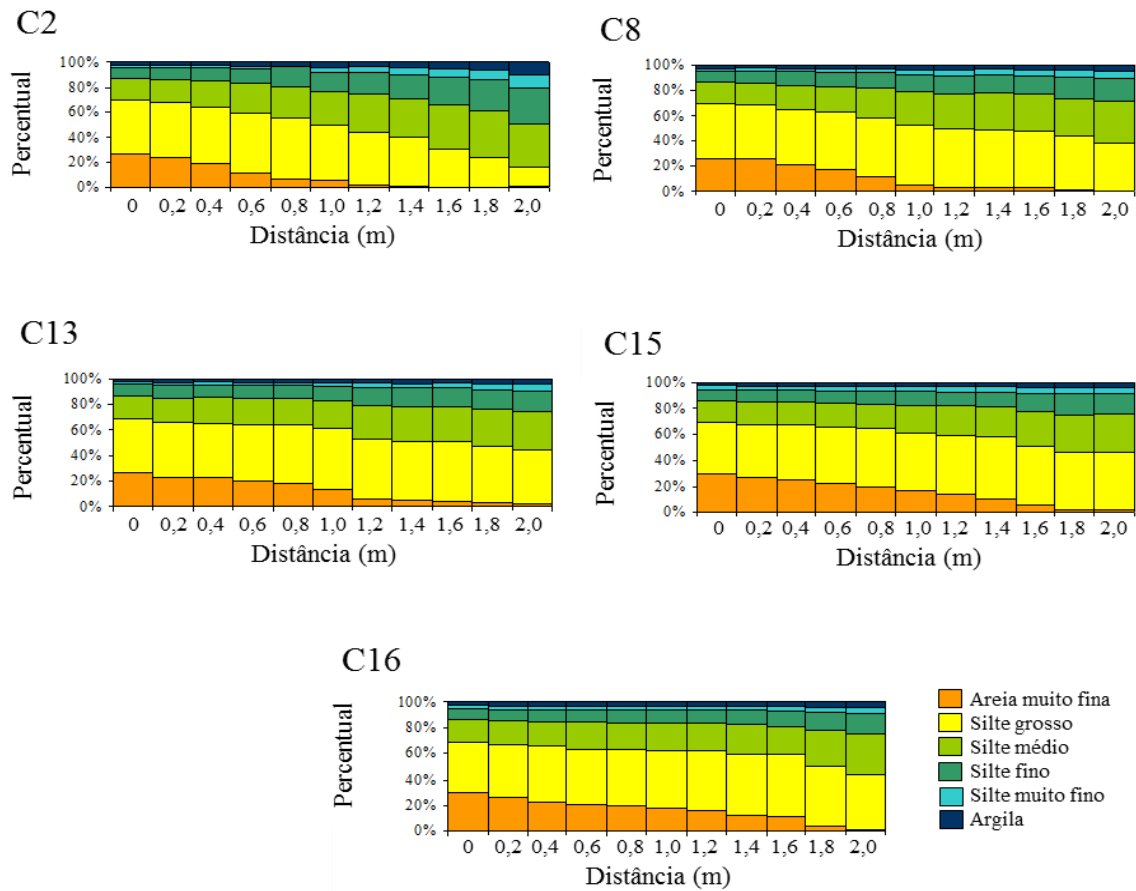 C2
Percentual
100%
80%
60%
40%
20%
0%
0 0,2 0,4 0,6 0,8 1,0 1,2 1,4 1,6 1,8 2,0
Distância (m)
C8
Percentual
100%
80%
60%
40%
20%
0%
0 0,2 0,4 0,6 0,8 1,0 1,2 1,4 1,6 1,8 2,0
Distância (m)
C13
Percentual
100%
80%
60%
40%
20%
0%
0 0,2 0,4 0,6 0,8 1,0 1,2 1,4 1,6 1,8 2,0
Distância (m)
C15
Percentual
100%
80%
60%
40%
20%
0%
0 0,2 0,4 0,6 0,8 1,0 1,2 1,4 1,6 1,8 2,0
Distância (m)
C16
Percentual
100%
80%
60%
40%
20%
0%
0 0,2 0,4 0,6 0,8 1,0 1,2 1,4 1,6 1,8 2,0
Distância (m)
Areia muito fina
Silte grosso
Silte médio
Silte fino
Silte muito fino
Argila